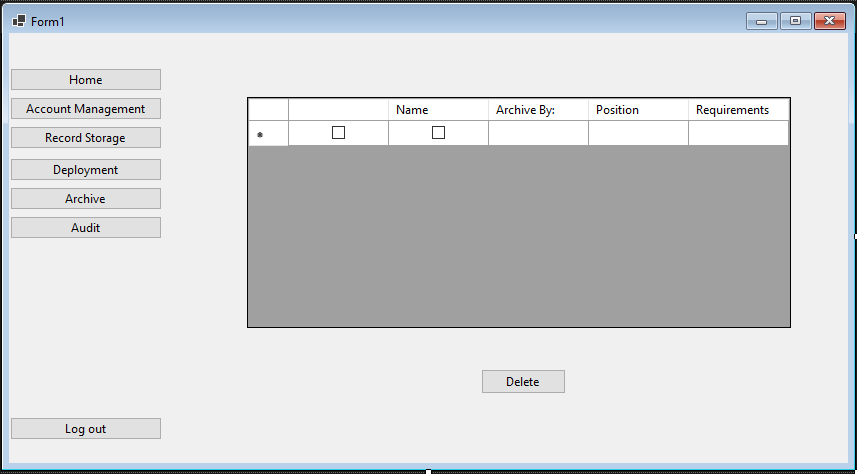 Form1
Home
Account Management
Record Storage
Deployment
Archive
Audit
Log out
Name Archive By: Position Requirements
Delete